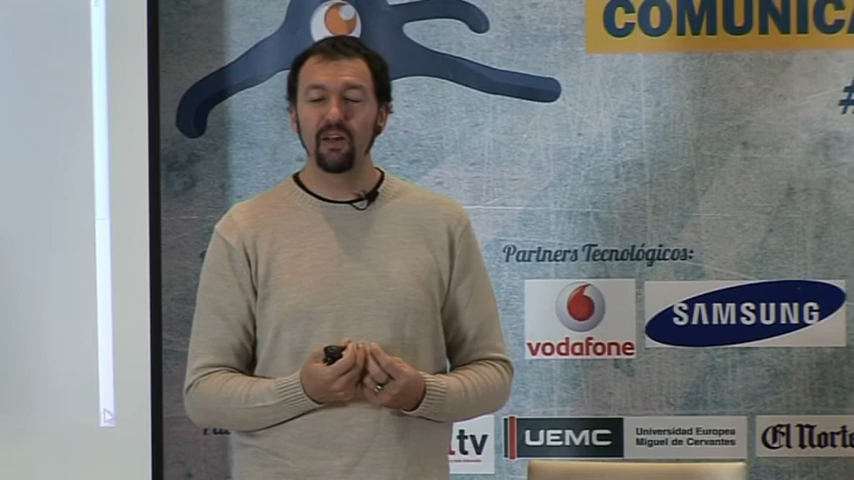 COMUNICA
#
Partners Tecnológicos:
vodafone
SAMSUNG
tv
UEMC
Universidad Europea
Miguel de Cervantes
El Norte